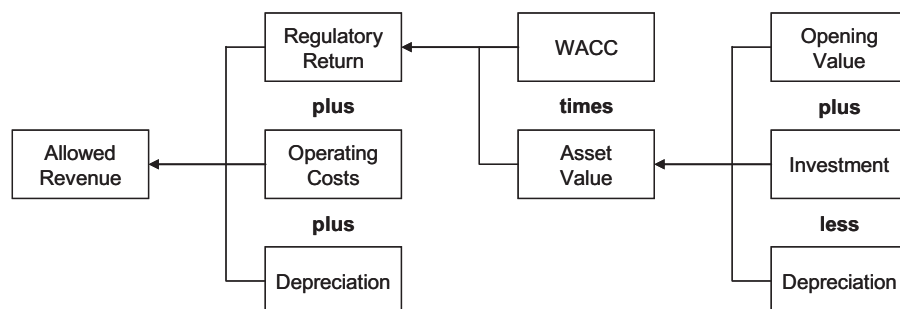 Regulatory
Return
WACC
Opening
Value
plus
times
plus
Allowed
Revenue
Operating
Costs
Asset
Value
Investment
plus
less
Depreciation
Depreciation